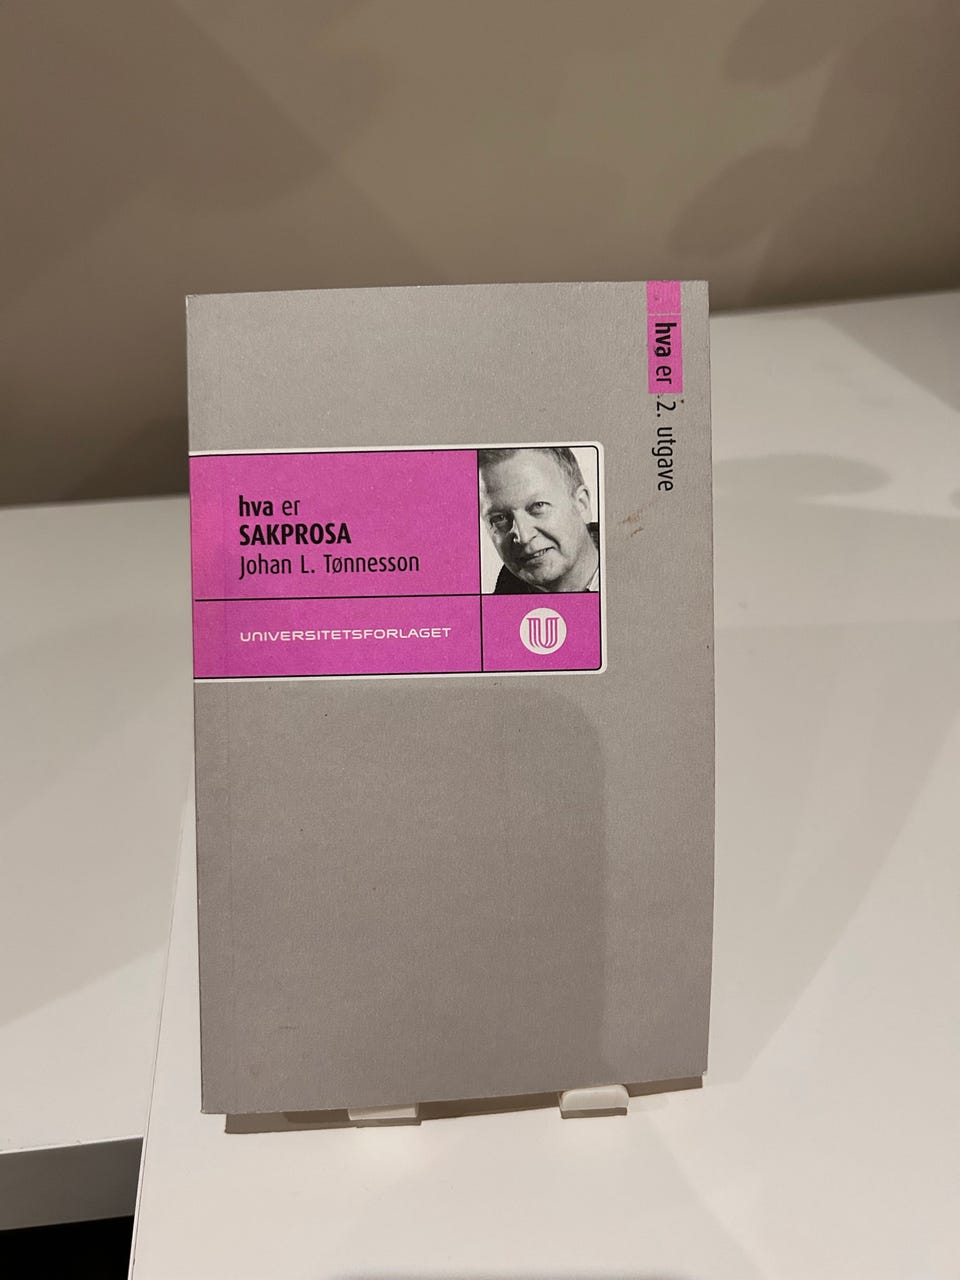 hva er 2. utgave
hva er
SAKPROSA
Johan L. Tønnesson
UNIVERSITETSFORLAGET
U